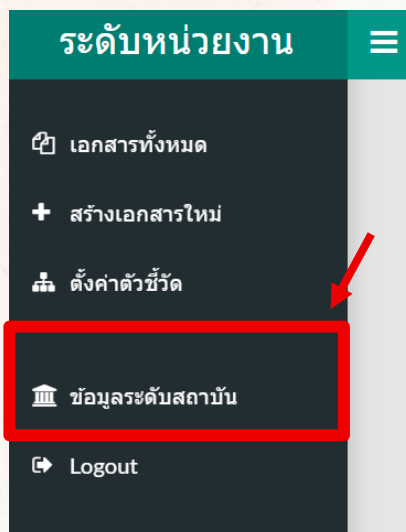 ระดับหน่วยงาน
เอกสารทั้งหมด
สร้างเอกสารใหม่
ตั้งค่าตัวชี้วัด
ข้อมูลระดับสถาบัน
Logout